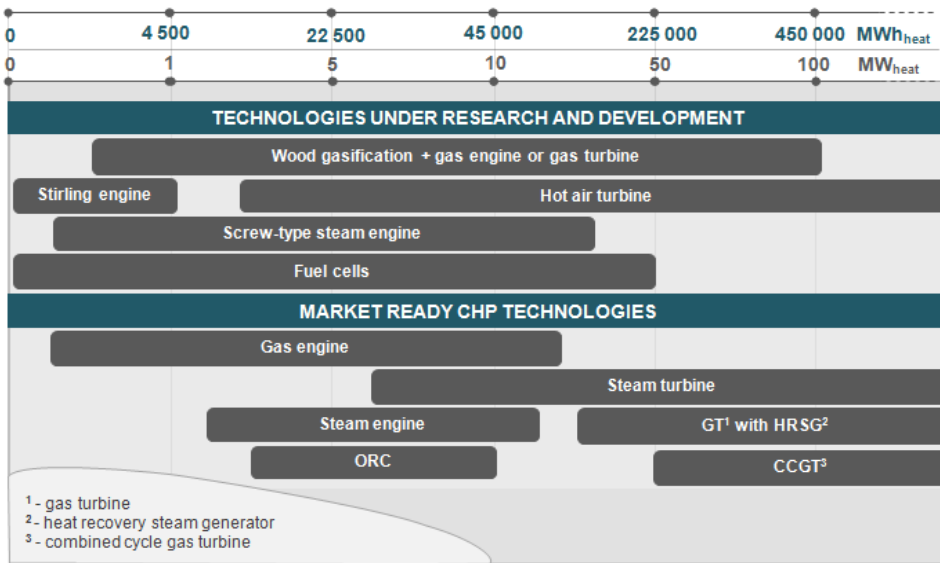 0 4 500 22 500 45 000 225 000 450 000 MWhheat
0 1 5 10 50 100 MWheat
TECHNOLOGIES UNDER RESEARCH AND DEVELOPMENT
Wood gasification + gas engine or gas turbine
Stirling engine Hot air turbine
Screw-type steam engine
Fuel cells
MARKET READY CHP TECHNOLOGIES
Gas engine
Steam turbine
Steam engine GT¹ with HRSG²
ORC CCGT³
¹ - gas turbine
² - heat recovery steam generator
³ - combined cycle gas turbine